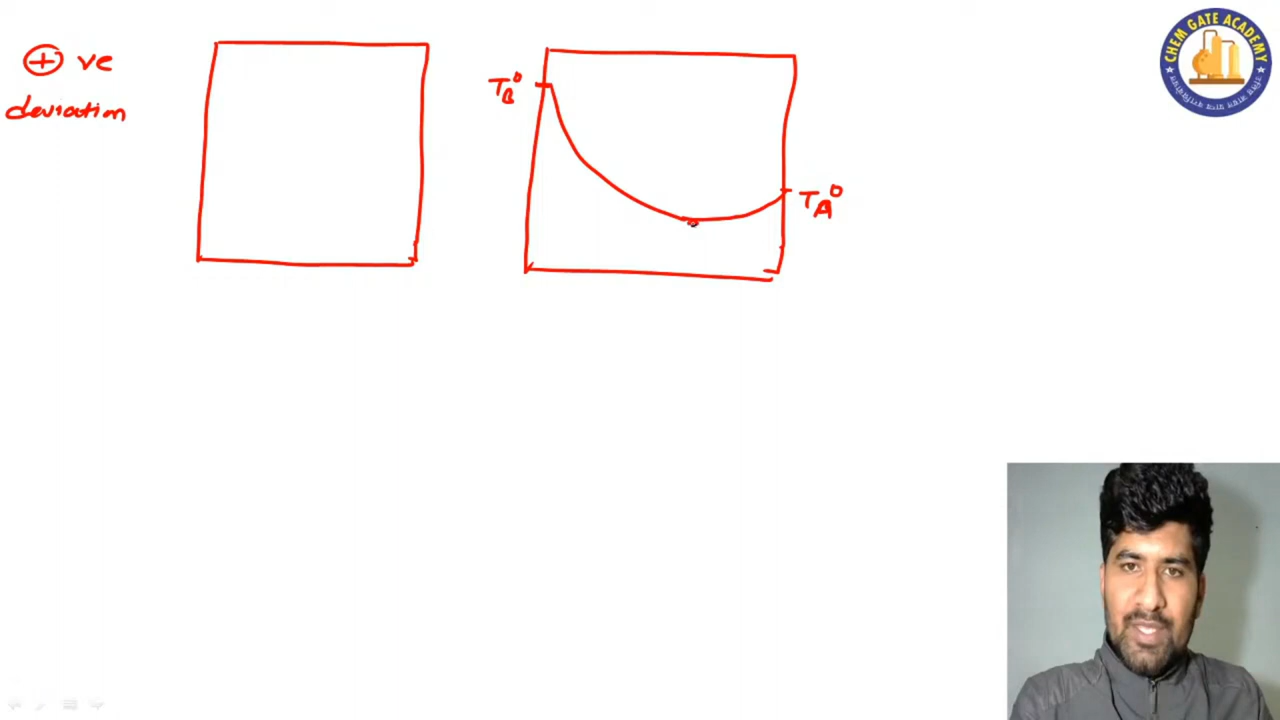 ⊕ ve
deviation
T_B°
T_A°
CHEM GATE ACADEMY